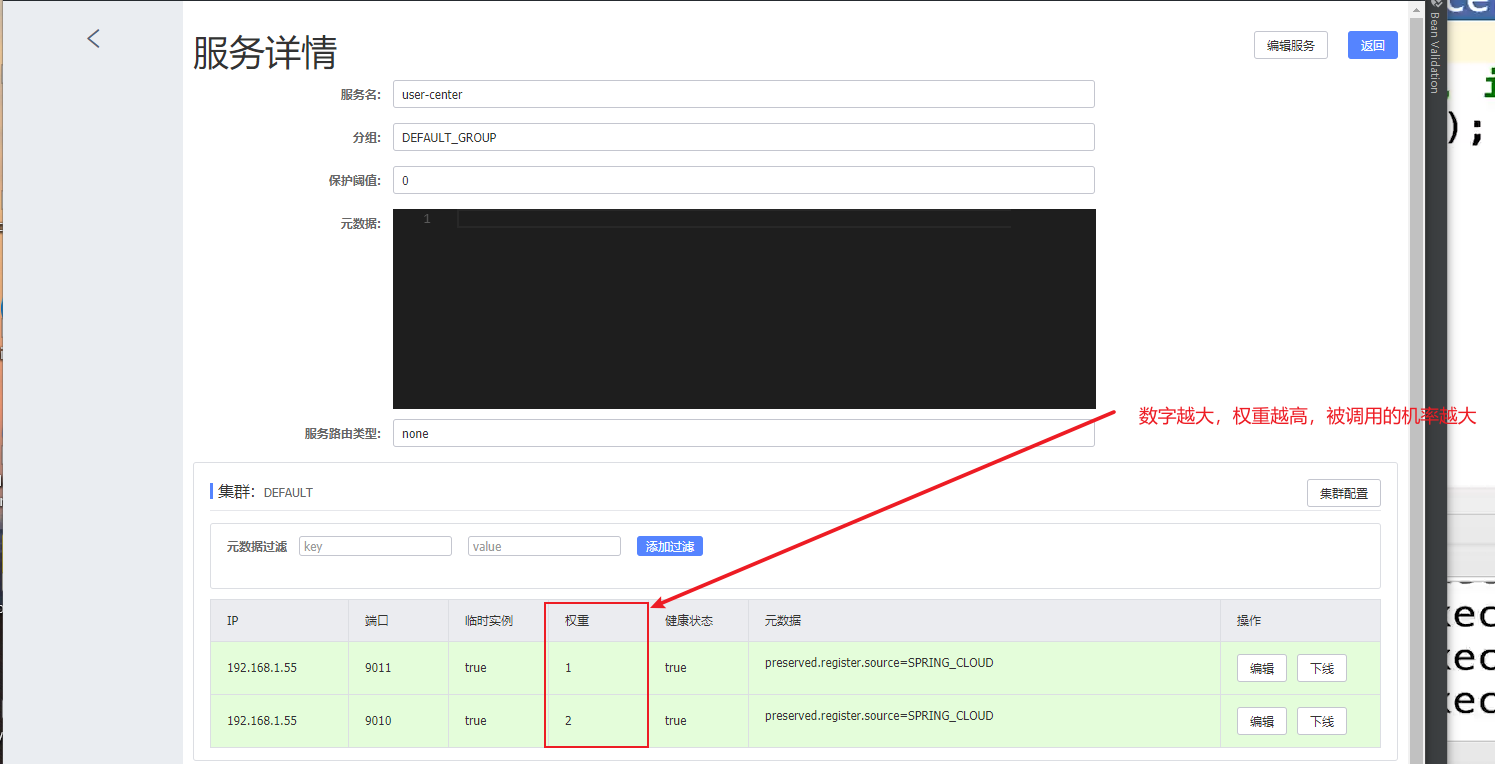 服务详情
编辑服务
返回
服务名:
user-center
分组:
DEFAULT_GROUP
保护阈值:
0
元数据:
1
服务路由类型:
none
数字越大，权重越高，被调用的机率越大
集群:
DEFAULT
集群配置
元数据过滤
key
value
添加过滤
IP 端口 临时实例 权重 健康状态 元数据 操作
192.168.1.55 9011 true 1 true preserved.register.source=SPRING_CLOUD 编辑 下线
192.168.1.55 9010 true 2 true preserved.register.source=SPRING_CLOUD 编辑 下线
Bean Validation
);
xec
xec
xec